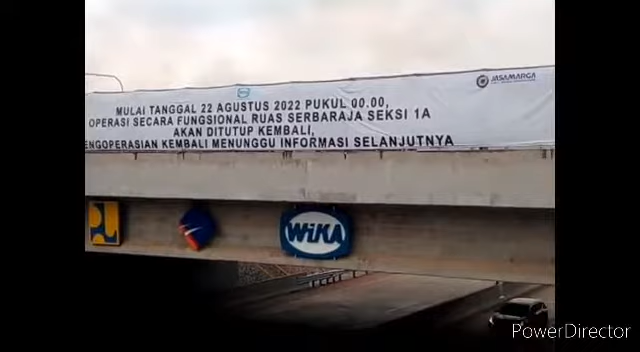 JASAMARGA
MULAI TANGGAL 22 AGUSTUS 2022 PUKUL 00.00,
OPERASI SECARA FUNGSIONAL RUAS SERBARAJA SEKSI 1A
AKAN DITUTUP KEMBALI,
ENGOPERASIAN KEMBALI MENUNGGU INFORMASI SELANJUTNYA
WIKA
PowerDirector